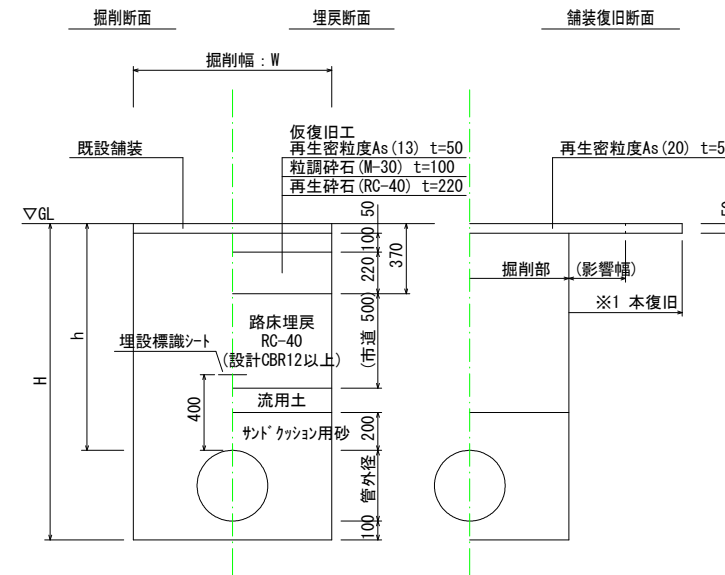 掘削断面
埋戻断面
舗装復旧断面
掘削幅：W
仮復旧工
再生密粒度As(13) t=50
粒調砕石(M-30) t=100
再生砕石(RC-40) t=220
既設舗装
再生密粒度As(20) t=5
▽GL
50
100
220
370
50
掘削部
(影響幅)
※1 本復旧
路床埋戻
RC-40
(設計CBR12以上)
(市道 500)
埋設標識シート
h
H
400
流用土
サンドクッション用砂
200
管外径
100